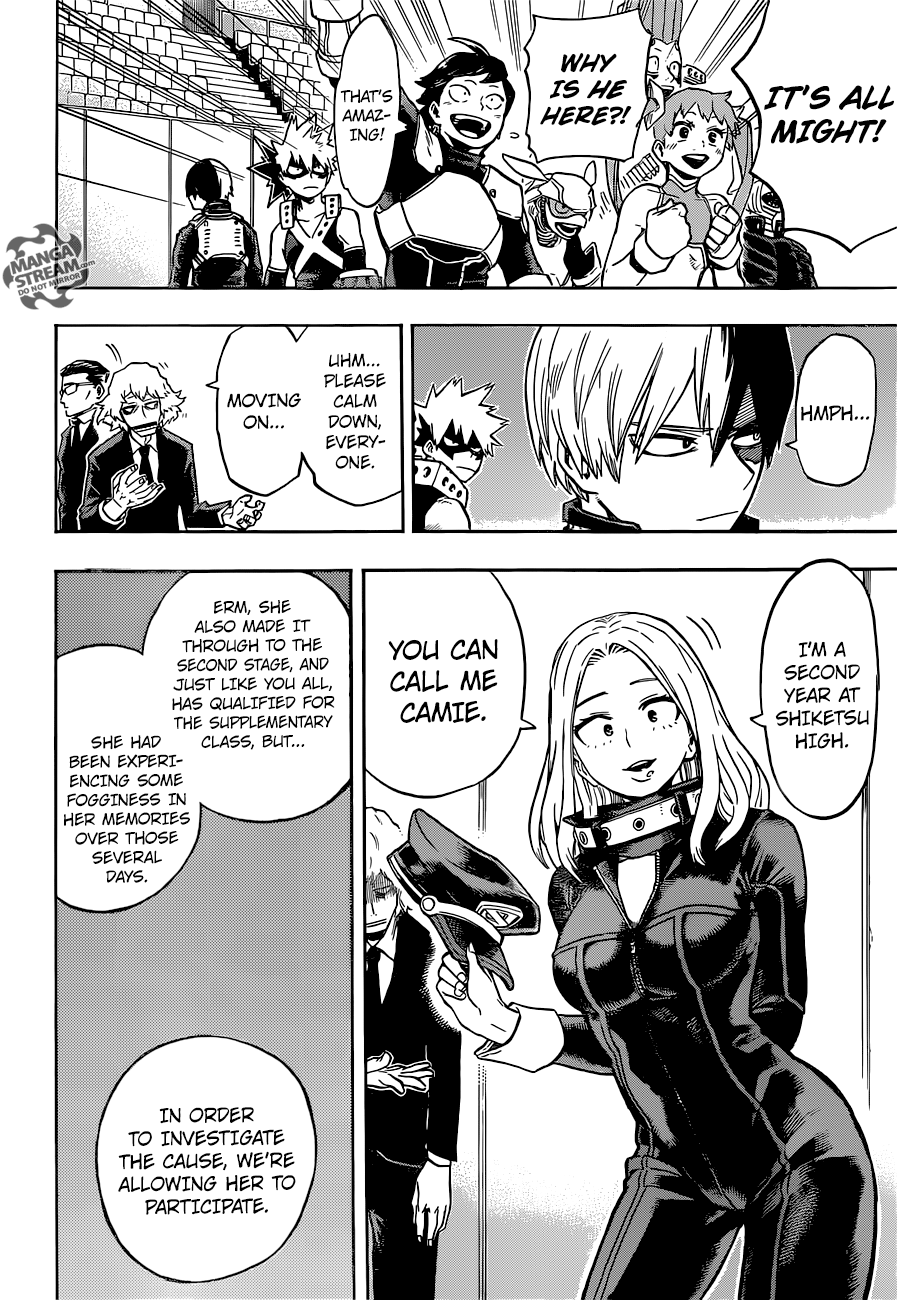 IT'S ALL
MIGHT!
WHY
IS HE
HERE?!
THAT'S
AMAZ-
ING!
MANGA
STREAM.com
DO NOT MIRROR!
HMPH...
UHM...
PLEASE
CALM
DOWN,
EVERY-
ONE.
MOVING
ON...
I'M A
SECOND
YEAR AT
SHIKETSU
HIGH.
YOU CAN
CALL ME
CAMIE.
ERM, SHE
ALSO MADE IT
THROUGH TO THE
SECOND STAGE, AND
JUST LIKE YOU ALL,
HAS QUALIFIED FOR
THE SUPPLEMENTARY
CLASS, BUT...
SHE HAD
BEEN EXPERI-
ENCING SOME
FOGGINESS IN
HER MEMORIES
OVER THOSE
SEVERAL
DAYS.
IN ORDER
TO INVESTIGATE
THE CAUSE, WE'RE
ALLOWING HER TO
PARTICIPATE.